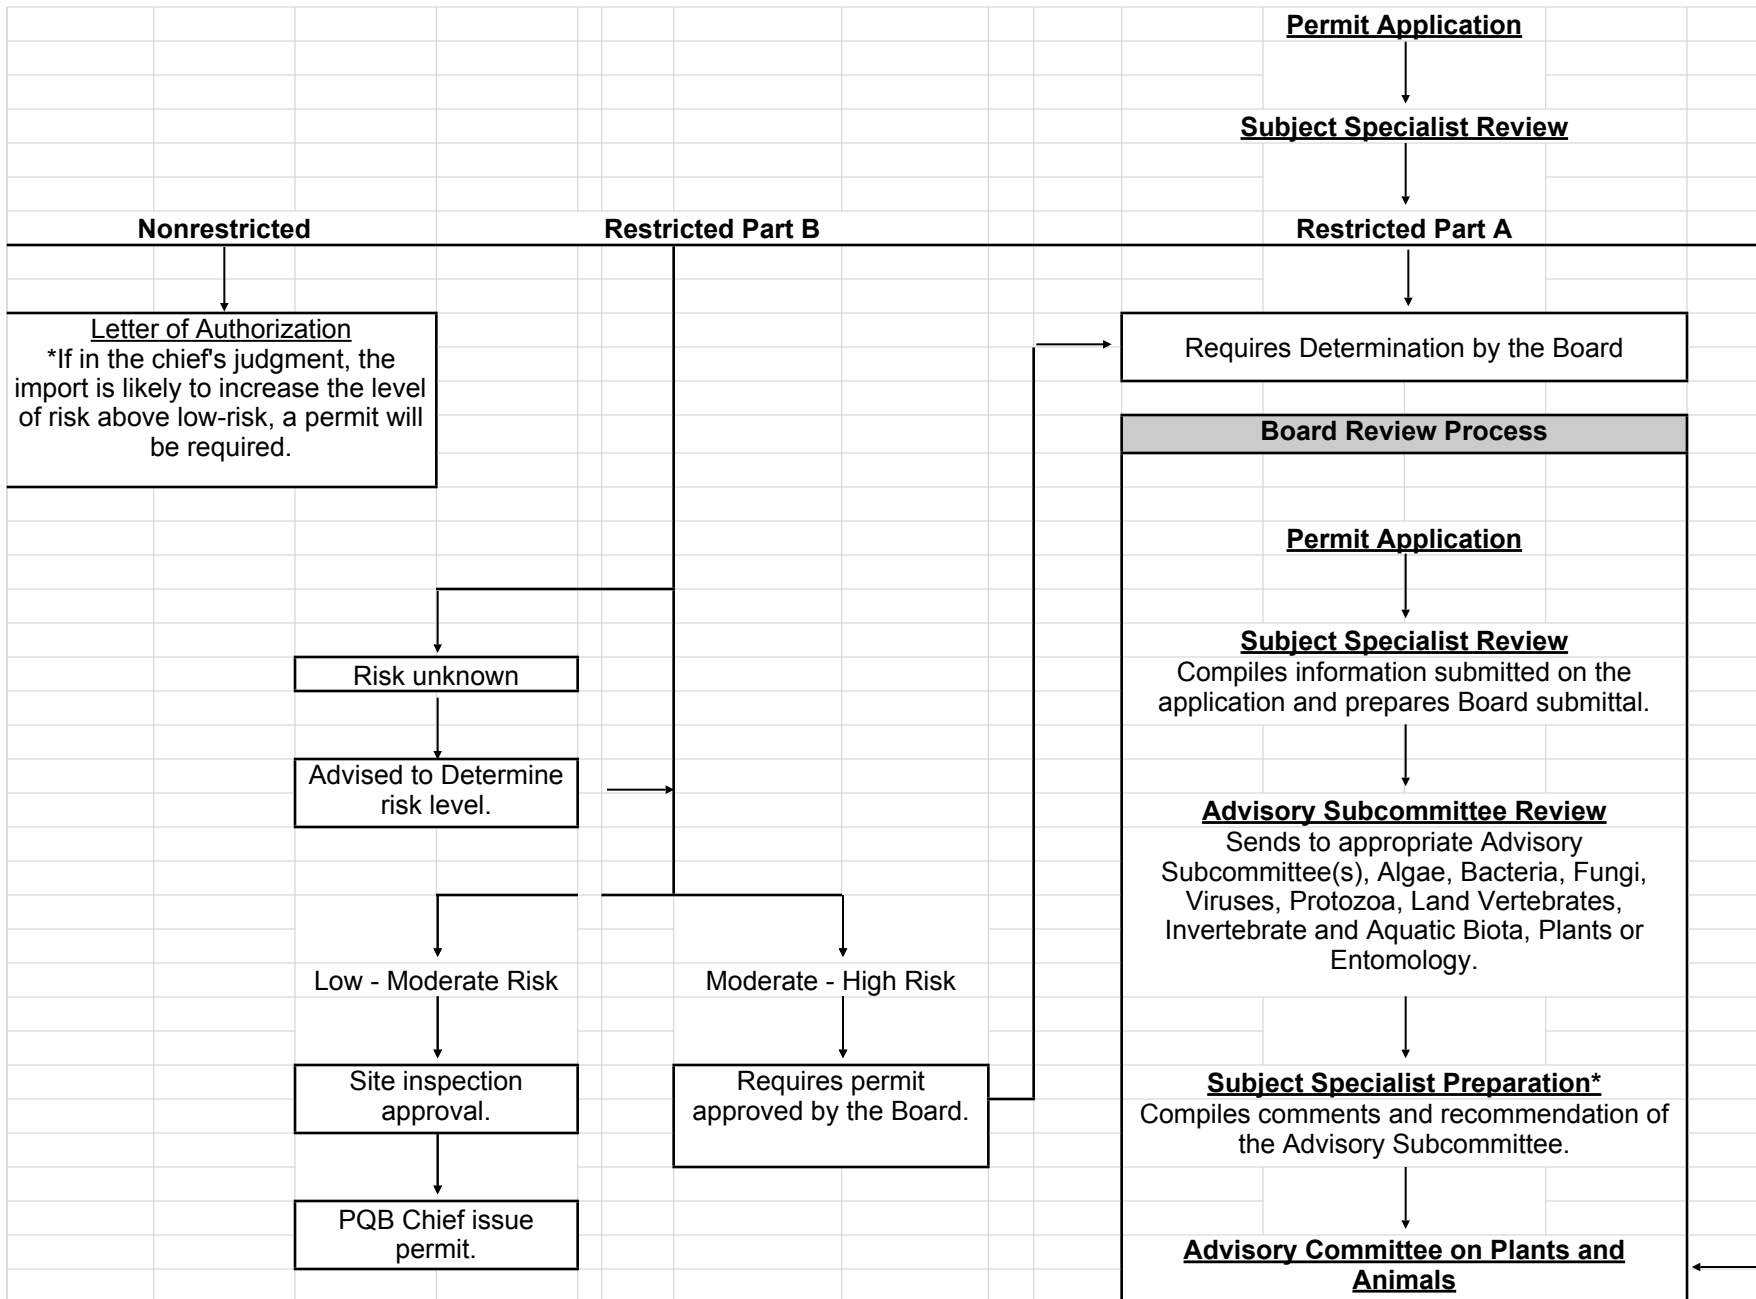 Permit Application
Subject Specialist Review
Nonrestricted
Restricted Part B
Restricted Part A
Letter of Authorization
*If in the chief's judgment, the
import is likely to increase the level
of risk above low-risk, a permit will
be required.
Requires Determination by the Board
Board Review Process
Permit Application
Subject Specialist Review
Compiles information submitted on the
application and prepares Board submittal.
Risk unknown
Advised to Determine
risk level.
Advisory Subcommittee Review
Sends to appropriate Advisory
Subcommittee(s), Algae, Bacteria, Fungi,
Viruses, Protozoa, Land Vertebrates,
Invertebrate and Aquatic Biota, Plants or
Entomology.
Low - Moderate Risk
Moderate - High Risk
Site inspection
approval.
Requires permit
approved by the Board.
Subject Specialist Preparation*
Compiles comments and recommendation of
the Advisory Subcommittee.
PQB Chief issue
permit.
Advisory Committee on Plants and
Animals